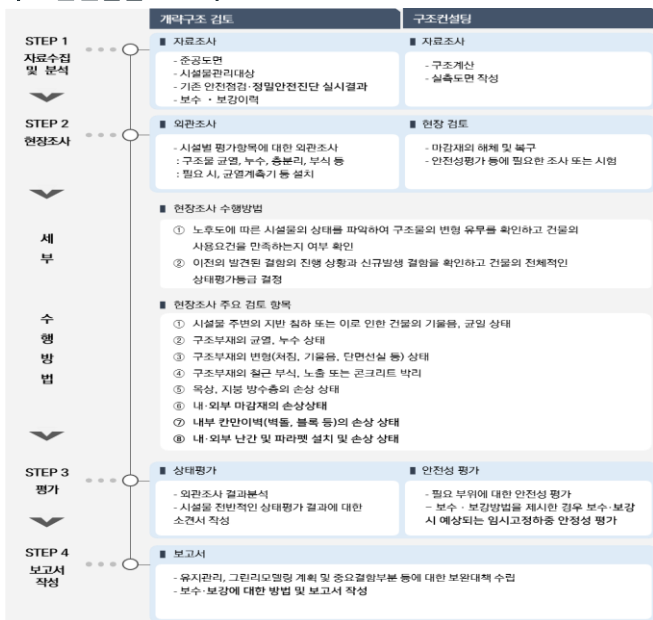 개략구조 검토
구조컨설팅
STEP 1
자료수집
및 분석
■ 자료조사
- 준공도면
- 시설물관리대상
- 기존 안전점검·정밀안전진단 실시결과
- 보수 · 보강이력
■ 자료조사
- 구조계산
- 실측도면 작성
STEP 2
현장조사
■ 외관조사
- 시설별 평가항목에 대한 외관조사
: 구조물 균열, 누수, 층분리, 부식 등
: 필요 시, 균열계측기 등 설치
■ 현장 검토
- 마감재의 해체 및 복구
- 안전성평가 등에 필요한 조사 또는 시험
세
부
수
행
방
법
■ 현장조사 수행방법
① 노후도에 따른 시설물의 상태를 파악하여 구조물의 변형 유무를 확인하고 건물의
사용요건을 만족하는지 여부 확인
② 이전의 발견된 결함의 진행 상황과 신규발생 결함을 확인하고 건물의 전체적인
상태평가등급 결정
■ 현장조사 주요 검토 항목
① 시설물 주변의 지반 침하 또는 이로 인한 건물의 기울음, 균일 상태
② 구조부재의 균열, 누수 상태
③ 구조부재의 변형(처짐, 기울음, 단면선실 등) 상태
④ 구조부재의 철근 부식, 노출 또는 콘크리트 박리
⑤ 옥상, 지붕 방수층의 손상 상태
⑥ 내·외부 마감재의 손상상태
⑦ 내부 칸만이벽(벽돌, 블록 등)의 손상 상태
⑧ 내·외부 난간 및 파라펫 설치 및 손상 상태
STEP 3
평가
■ 상태평가
- 외관조사 결과분석
- 시설물 전반적인 상태평가 결과에 대한
소견서 작성
■ 안전성 평가
- 필요 부위에 대한 안전성 평가
- 보수 · 보강방법을 제시한 경우 보수·보강
시 예상되는 임시고정하중 안정성 평가
STEP 4
보고서
작성
■ 보고서
- 유지관리, 그린리모델링 계획 및 중요결함부분 등에 대한 보완대책 수립
- 보수·보강에 대한 방법 및 보고서 작성